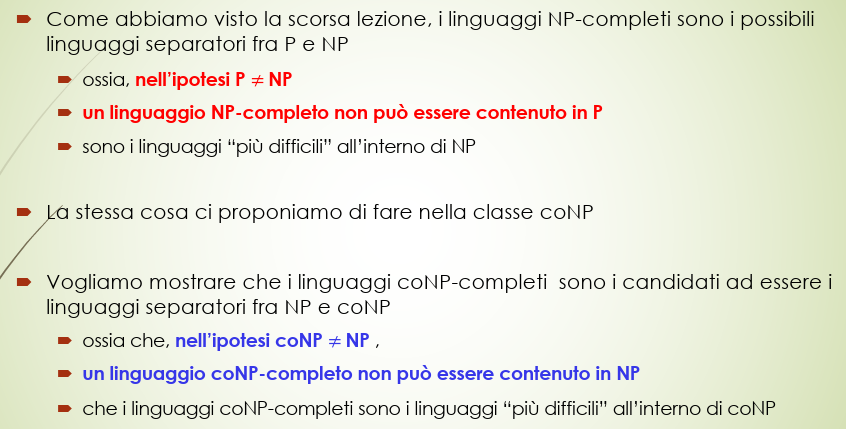 Come abbiamo visto la scorsa lezione, i linguaggi NP-completi sono i possibili
linguaggi separatori fra P e NP
ossia, nell'ipotesi P ≠ NP
un linguaggio NP-completo non può essere contenuto in P
sono i linguaggi “più difficili” all'interno di NP
La stessa cosa ci proponiamo di fare nella classe coNP
Vogliamo mostrare che i linguaggi coNP-completi sono i candidati ad essere i
linguaggi separatori fra NP e coNP
ossia che, nell'ipotesi coNP ≠ NP ,
un linguaggio coNP-completo non può essere contenuto in NP
che i linguaggi coNP-completi sono i linguaggi “più difficili” all'interno di coNP